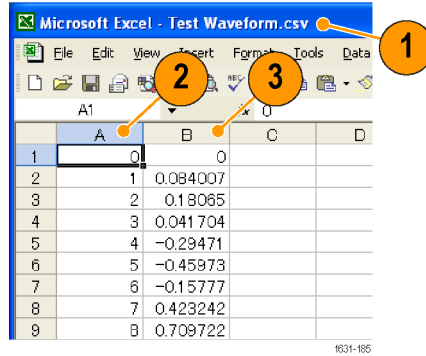 Microsoft Excel - Test Waveform.csv
1
File Edit View Insert Format Tools Data
2 3
ABC
A1 0
A B C D
1 0 0
2 1 0.084007
3 2 0.18065
4 3 0.041704
5 4 -0.29471
6 5 -0.45973
7 6 -0.15777
8 7 0.423242
9 8 0.709722
1631-185